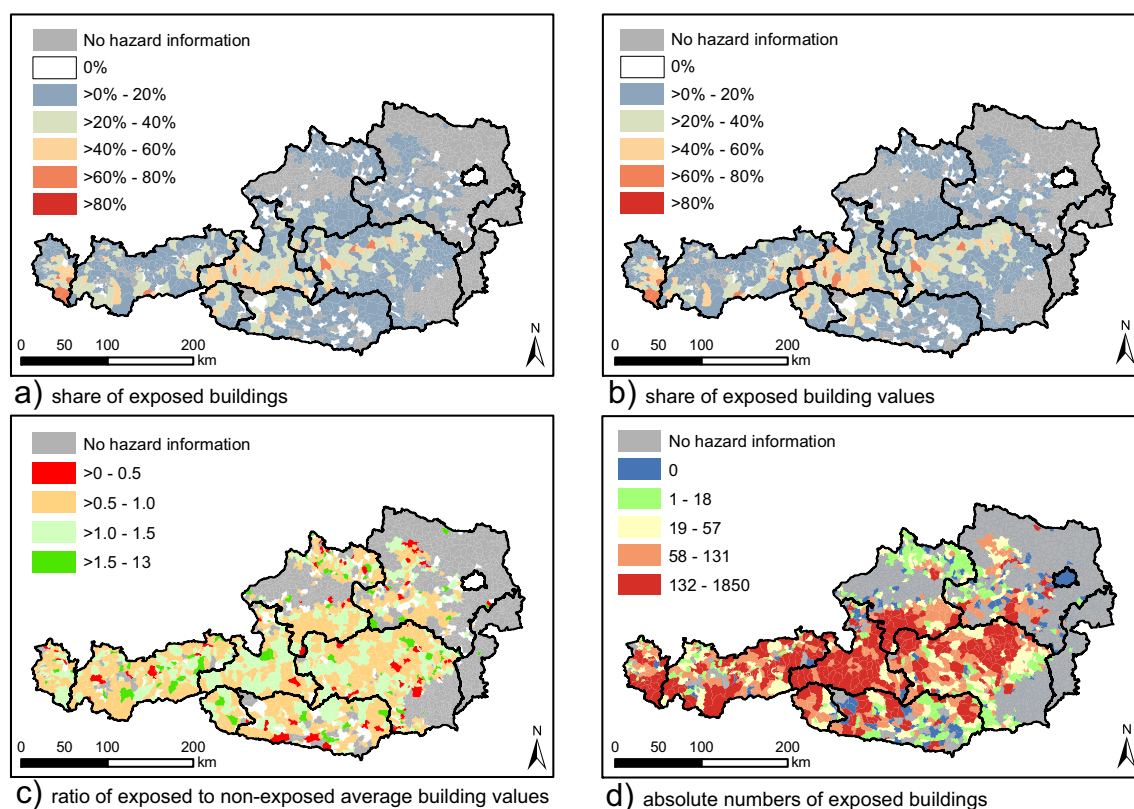 No hazard information
0%
>0% - 20%
>20% - 40%
>40% - 60%
>60% - 80%
>80%
0 50 100 200
km
N
a) share of exposed buildings
No hazard information
0%
>0% - 20%
>20% - 40%
>40% - 60%
>60% - 80%
>80%
0 50 100 200
km
N
b) share of exposed building values
No hazard information
>0 - 0.5
>0.5 - 1.0
>1.0 - 1.5
>1.5 - 13
0 50 100 200
km
N
c) ratio of exposed to non-exposed average building values
No hazard information
0
1 - 18
19 - 57
58 - 131
132 - 1850
0 50 100 200
km
N
d) absolute numbers of exposed buildings